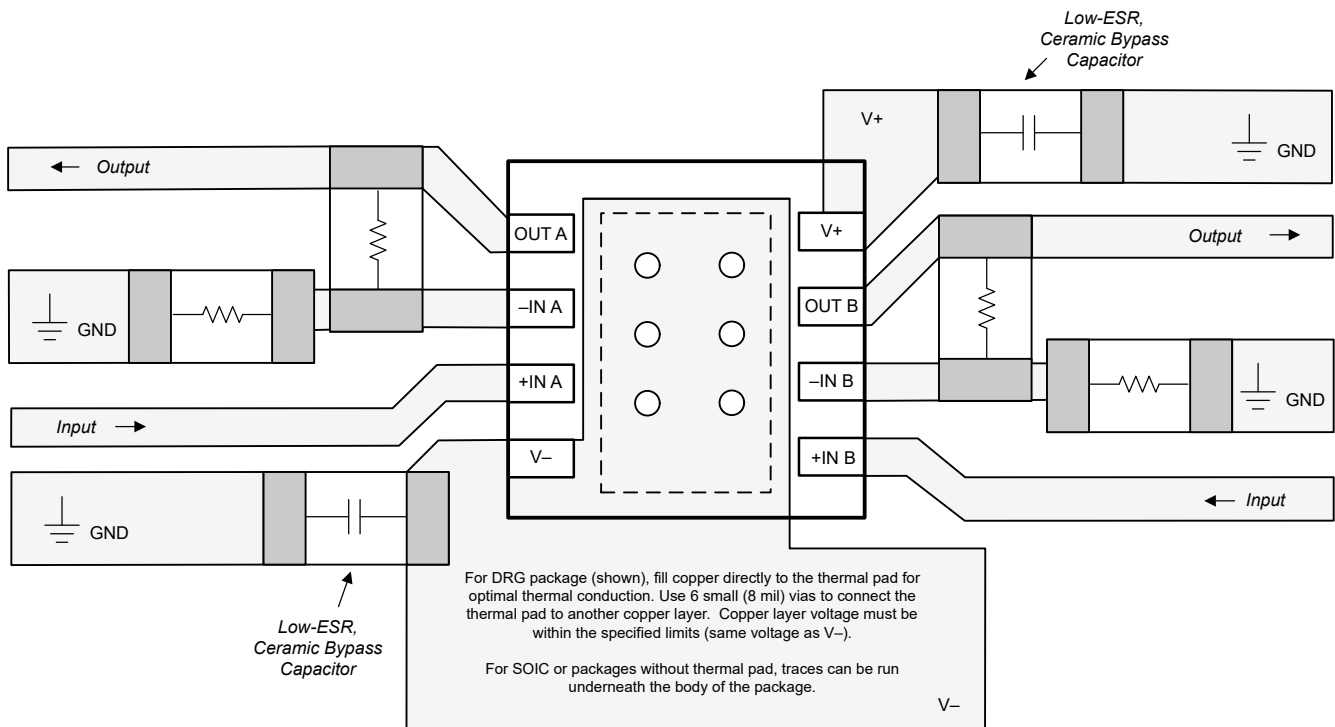 Low-ESR,
Ceramic Bypass
Capacitor
V+
GND
← Output
OUT A
V+
Output →
–IN A
OUT B
GND
+IN A
–IN B
GND
Input →
V–
+IN B
← Input
GND
For DRG package (shown), fill copper directly to the thermal pad for
optimal thermal conduction. Use 6 small (8 mil) vias to connect the
thermal pad to another copper layer. Copper layer voltage must be
within the specified limits (same voltage as V–).
Low-ESR,
Ceramic Bypass
Capacitor
For SOIC or packages without thermal pad, traces can be run
underneath the body of the package.
V–